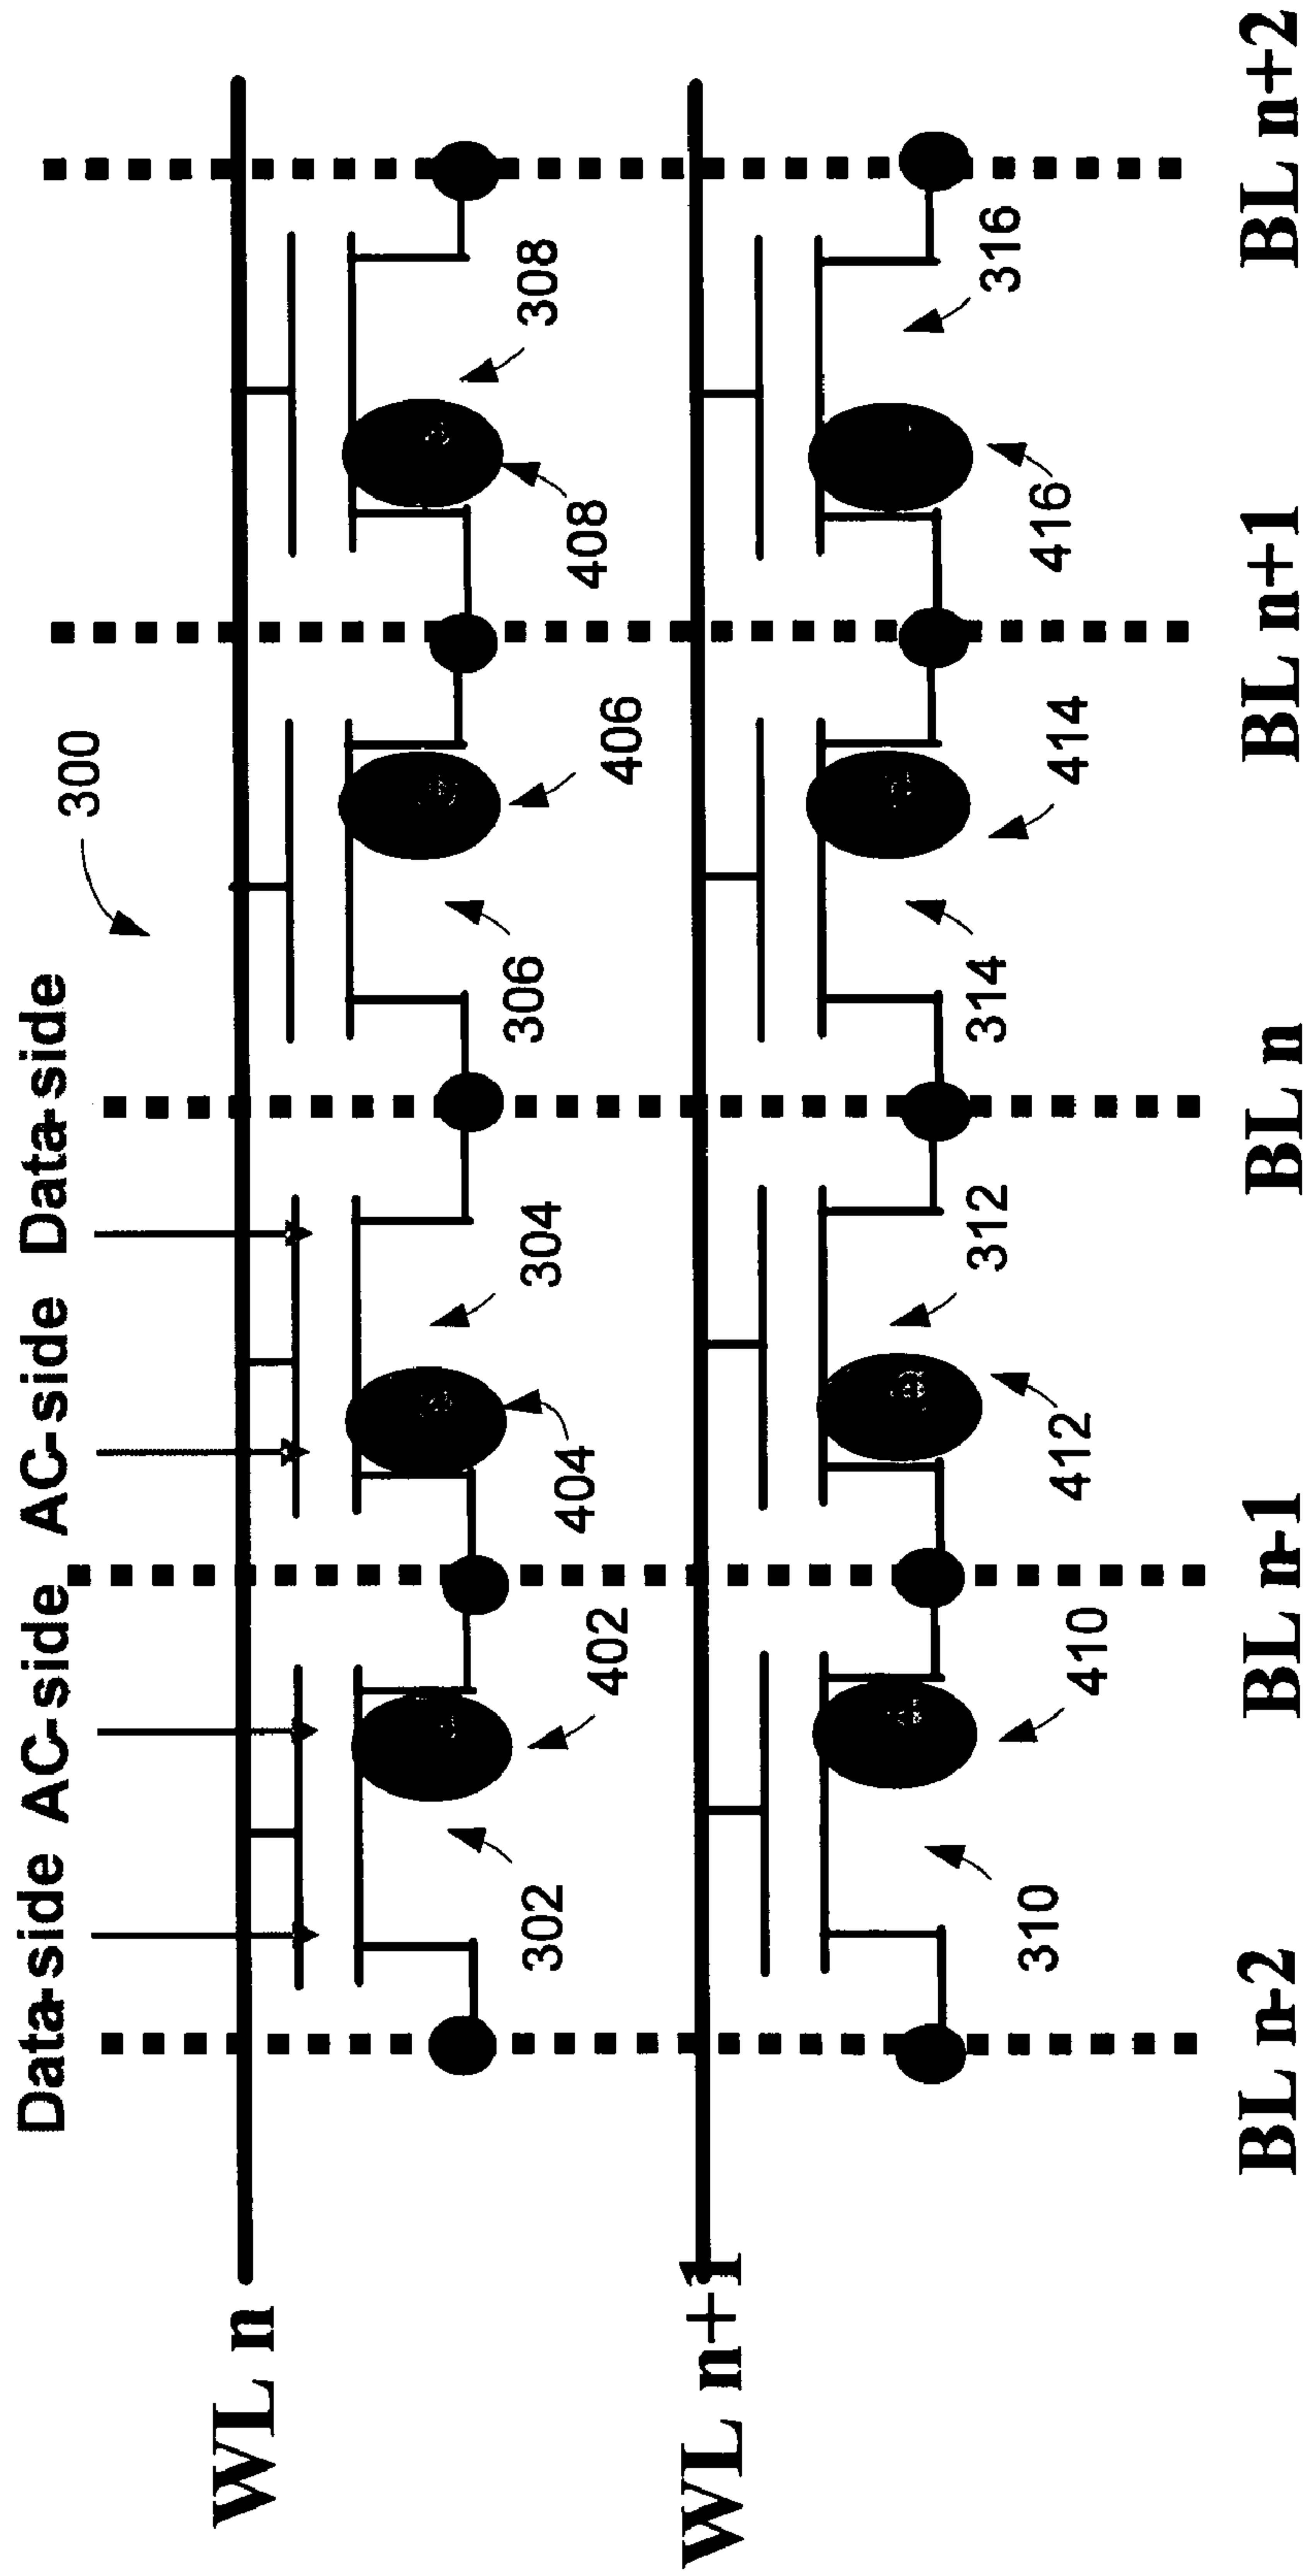 Data-side AC-side AC-side Data-side
300
WL n
302
402
404
304
306
406
408
308
WL n+1
310
410
412
312
314
414
416
316
BL n-2
BL n-1
BL n
BL n+1
BL n+2